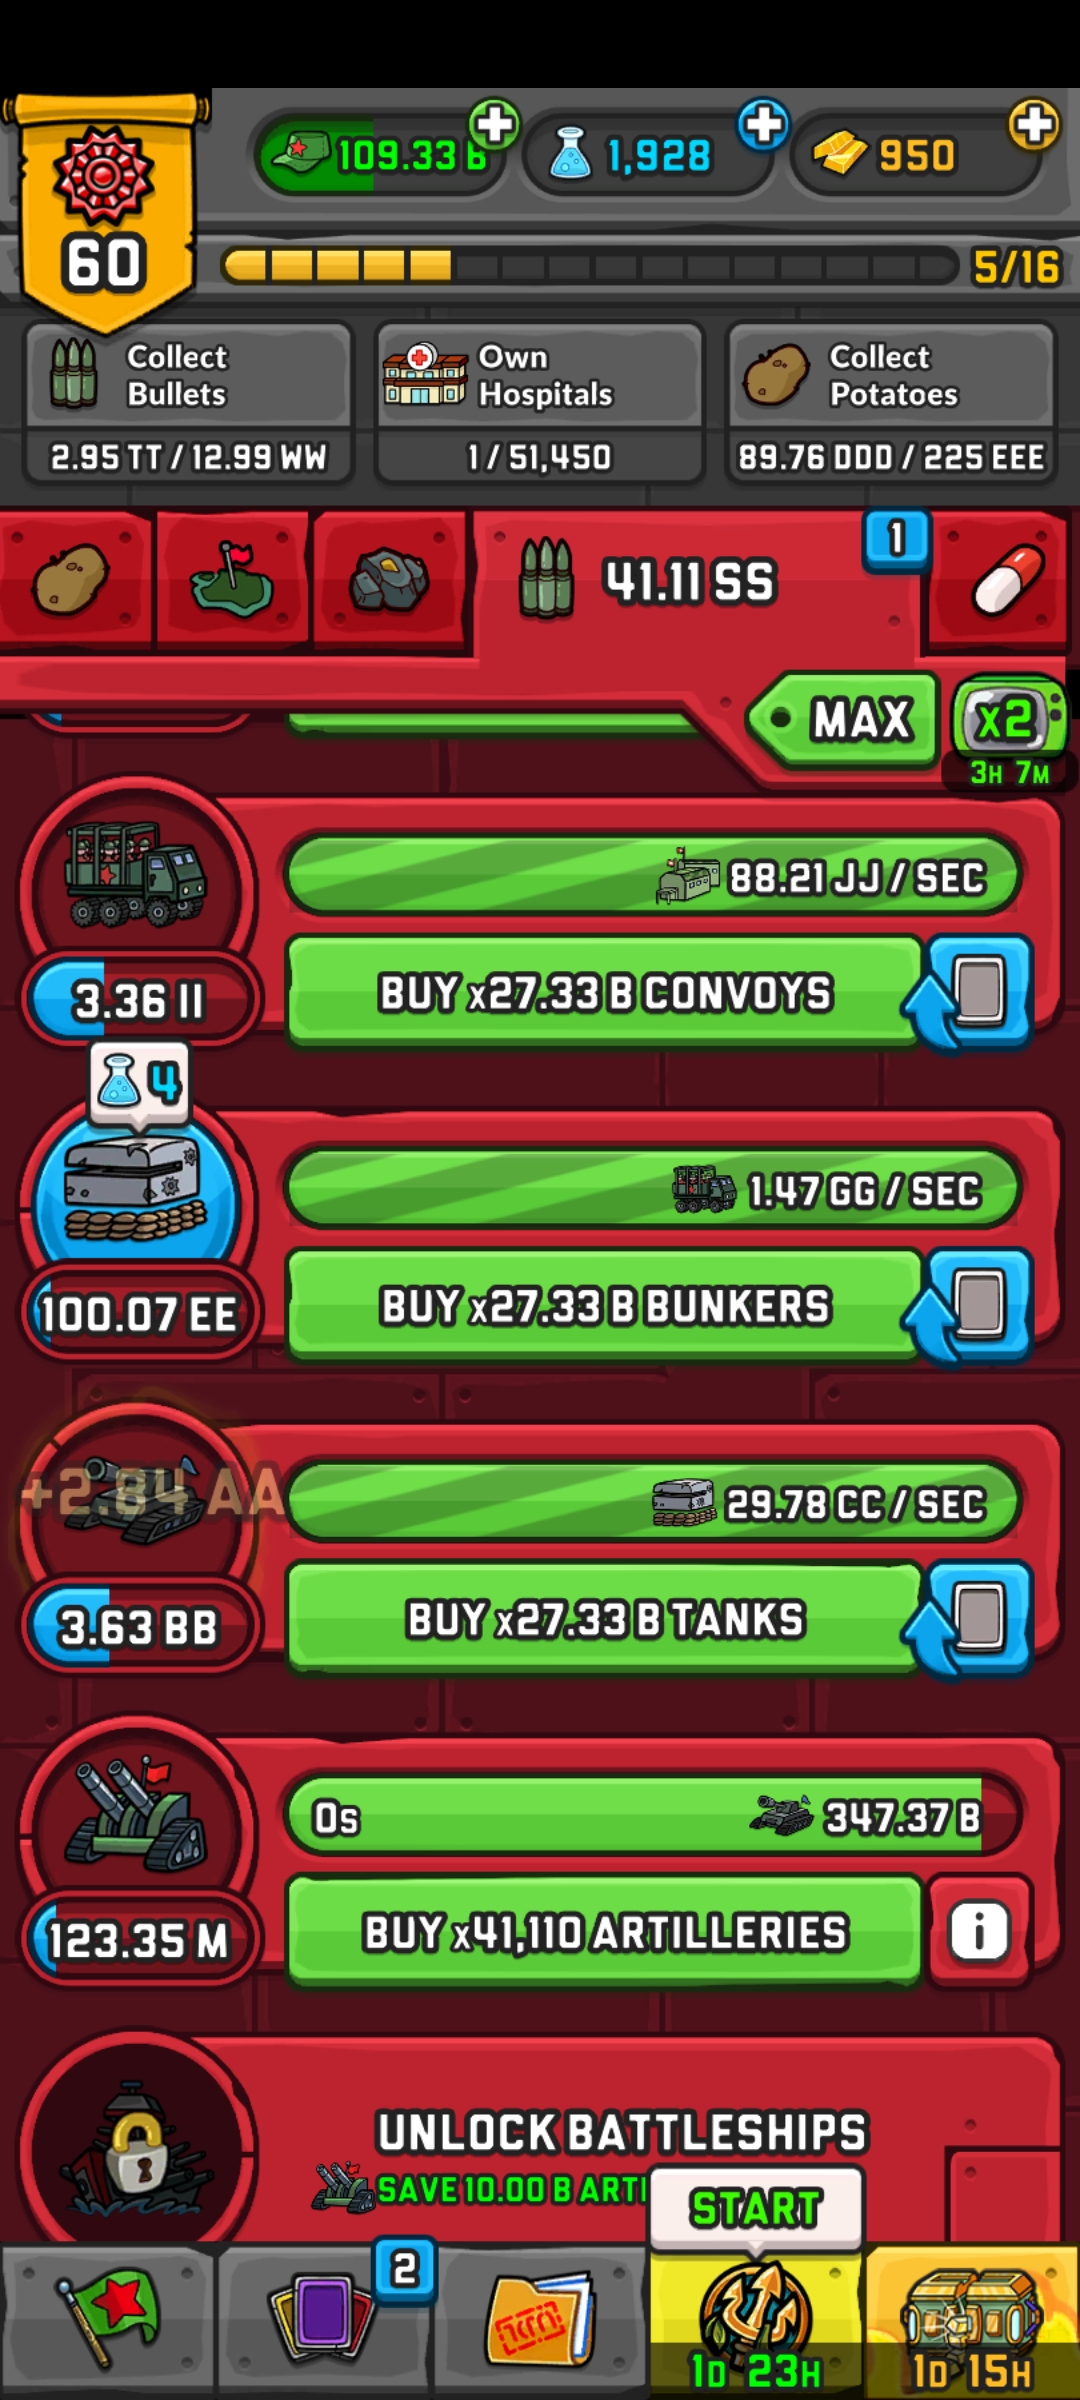 60
109.33 B
1,928
950
5/16
Collect Bullets
2.95 TT / 12.99 WW
Own Hospitals
1 / 51,450
Collect Potatoes
89.76 DDD / 225 EEE
41.11 SS
1
MAX
x2
3H 7M
88.21 JJ / SEC
3.36 II
BUY x27.33 B CONVOYS
4
1.47 GG / SEC
100.07 EE
BUY x27.33 B BUNKERS
+2.84 AA
29.78 CC / SEC
3.63 BB
BUY x27.33 B TANKS
0s
347.37 B
123.35 M
BUY x41,110 ARTILLERIES
i
UNLOCK BATTLESHIPS
SAVE 10.00 B ARTI
START
2
1D 23H
1D 15H